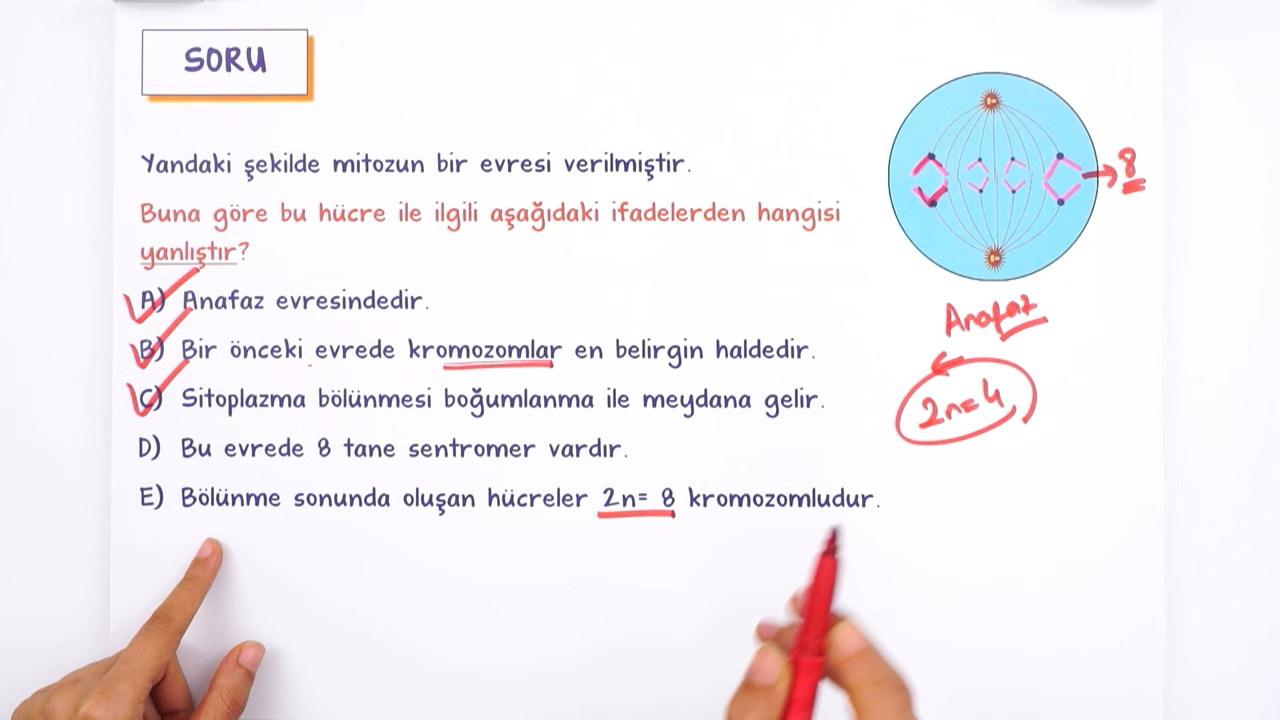 SORU
Yandaki şekilde mitozun bir evresi verilmiştir.
Buna göre bu hücre ile ilgili aşağıdaki ifadelerden hangisi
yanlıştır?
A) Anafaz evresindedir.
B) Bir önceki evrede kromozomlar en belirgin haldedir.
C) Sitoplazma bölünmesi boğumlanma ile meydana gelir.
D) Bu evrede 8 tane sentromer vardır.
E) Bölünme sonunda oluşan hücreler 2n= 8 kromozomludur.
8
Anafaz
2n=4